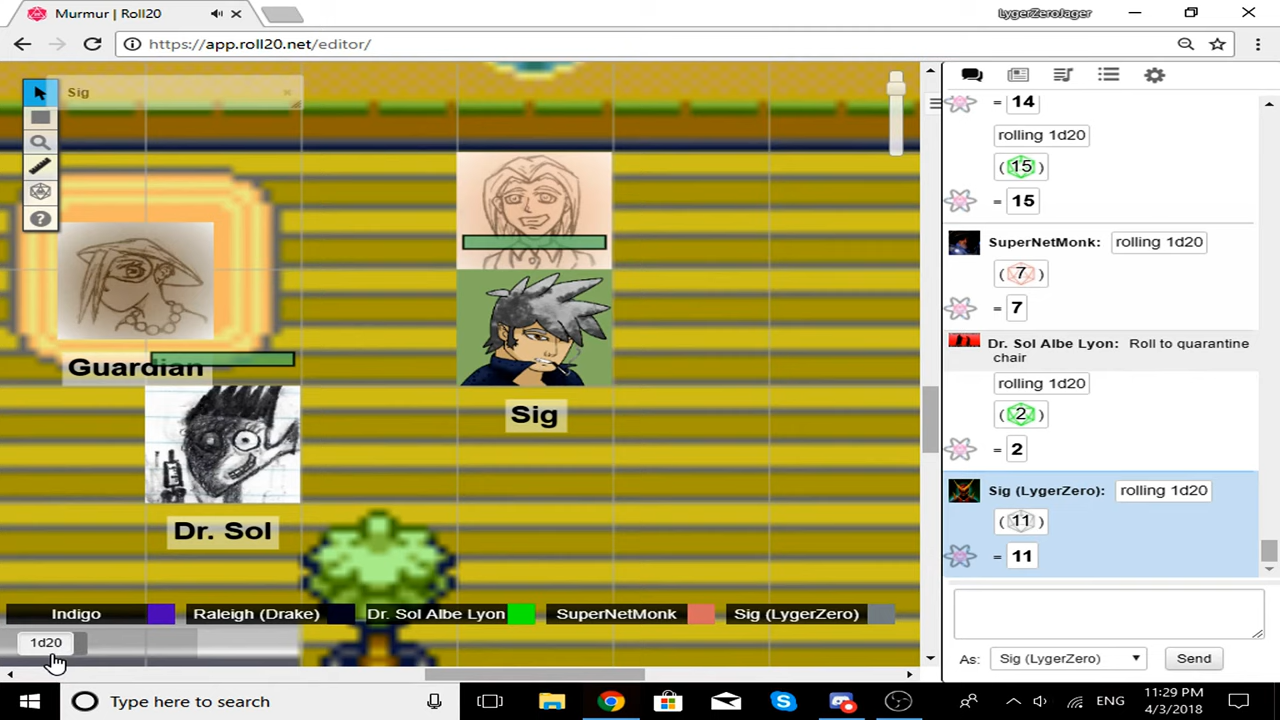 Murmur | Roll20
LygerZeroJager
https://app.roll20.net/editor/
Sig
Guardian
Dr. Sol
Sig
= 14
rolling 1d20
(15)
= 15
SuperNetMonk: rolling 1d20
(7)
= 7
Dr. Sol Albe Lyon: Roll to quarantine
chair
rolling 1d20
(2)
= 2
Sig (LygerZero): rolling 1d20
(11)
= 11
Indigo Raleigh (Drake) Dr. Sol Albe Lyon SuperNetMonk Sig (LygerZero)
1d20
As: Sig (LygerZero) Send
Type here to search
ENG
11:29 PM
4/3/2018